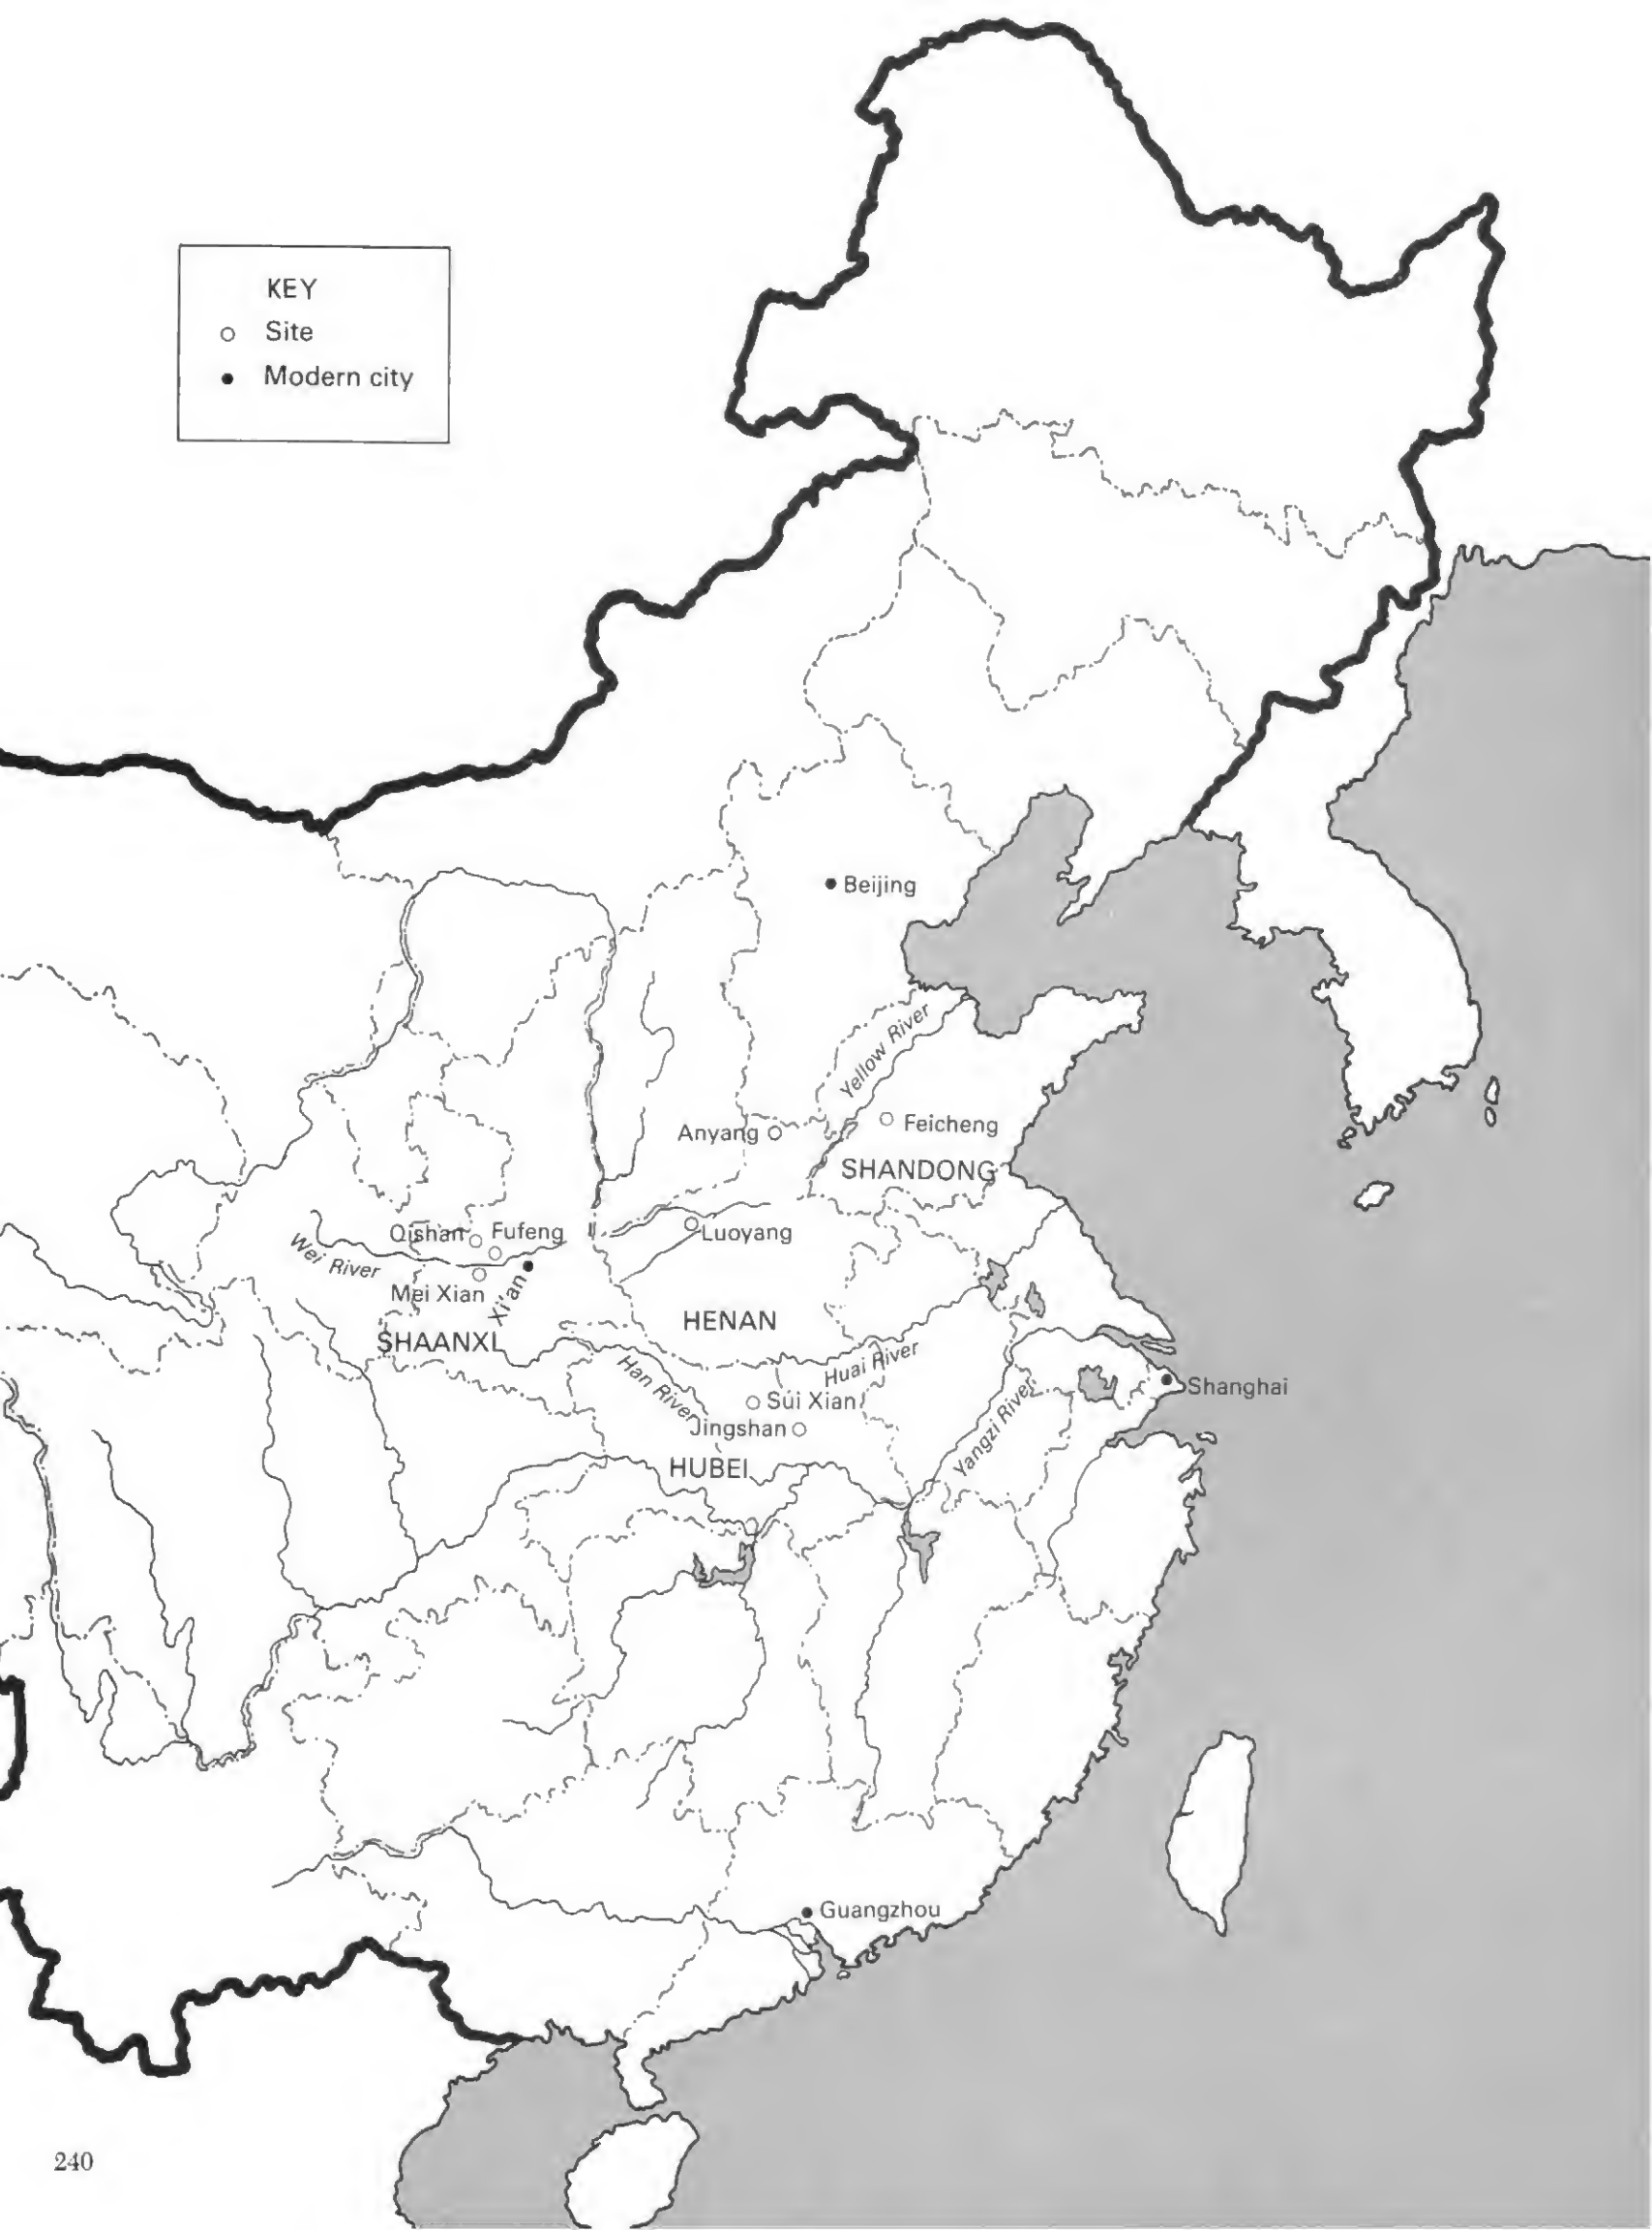 KEY
Site
Modern city
Beijing
Yellow River
Anyang
Feicheng
SHANDONG
Qishan
Fufeng
Luoyang
Wei River
Mei Xian
Xi'an
HENAN
SHAANXI
Han River
Huai River
Sui Xian
Shanghai
Jingshan
Yangzi River
HUBEI
Guangzhou
240